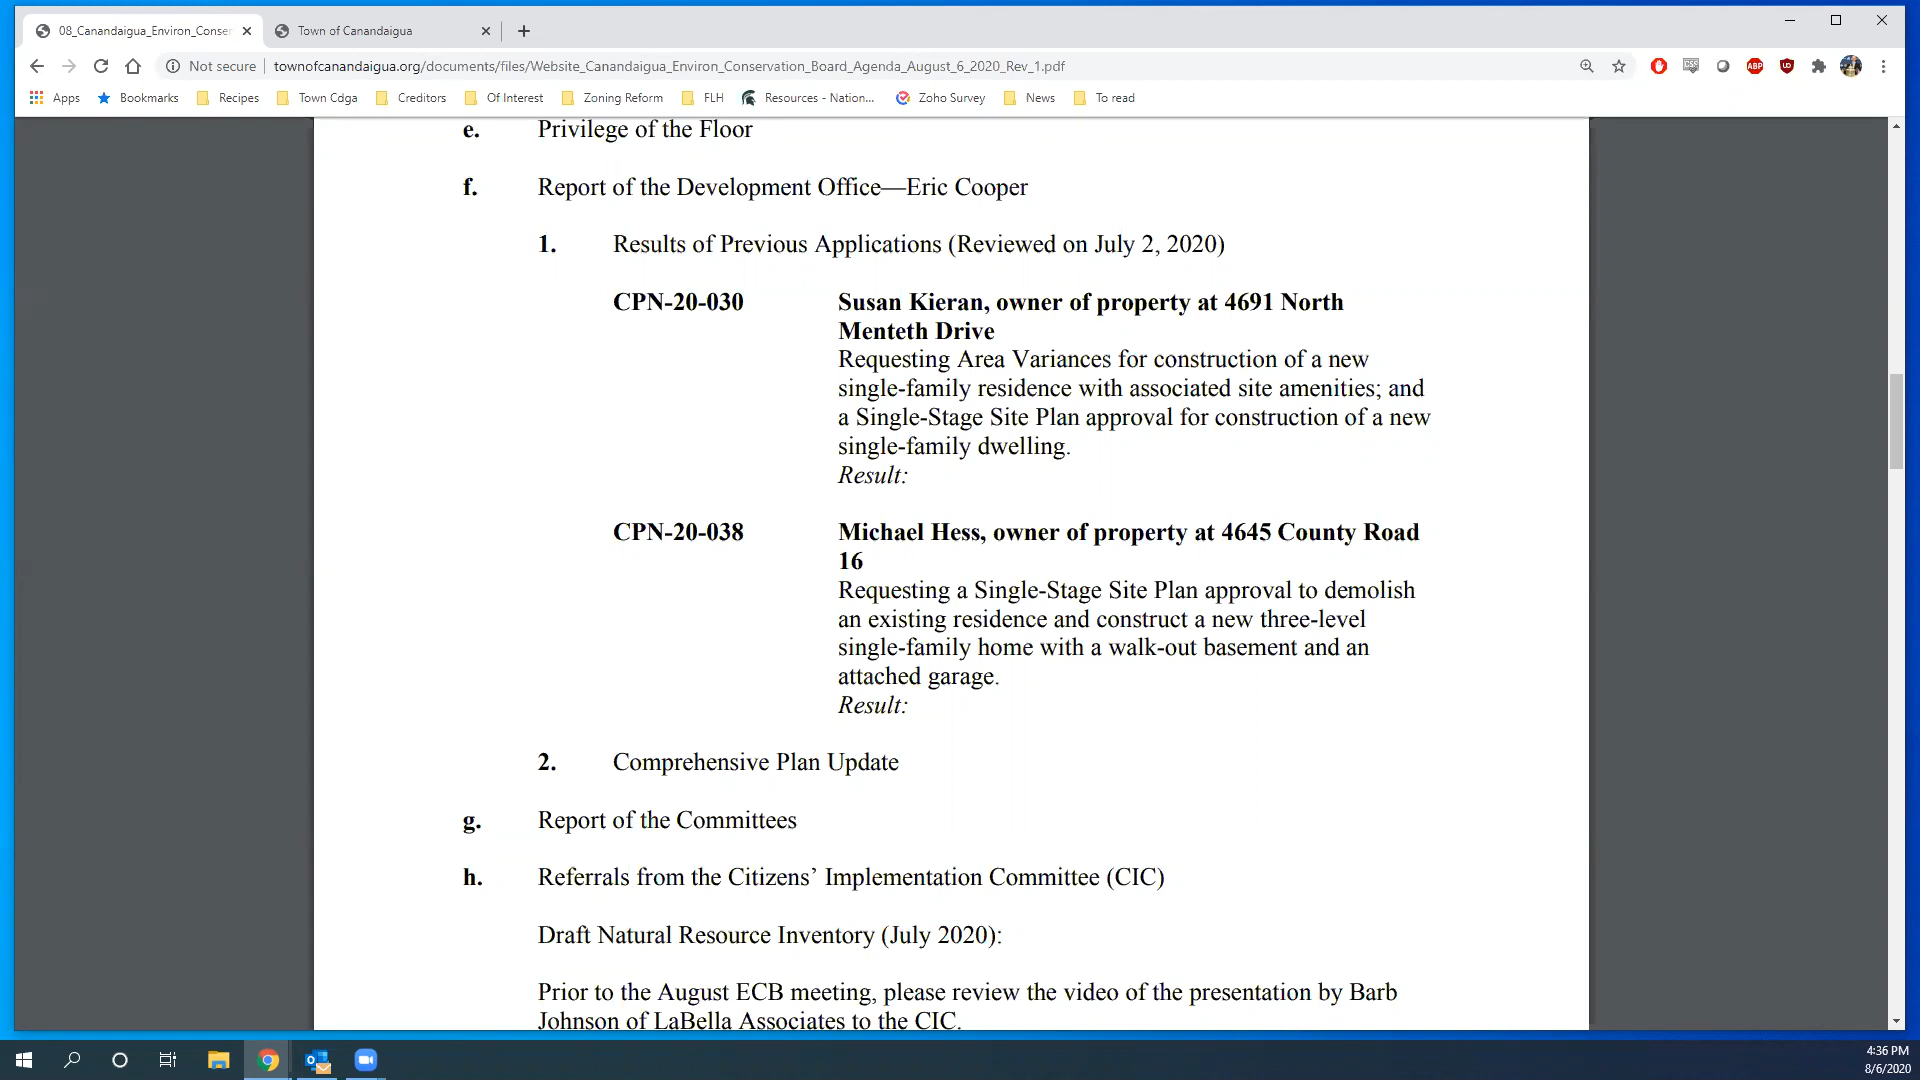 08_Canandaigua_Environ_Conser
Town of Canandaigua
Not secure
townofcanandaigua.org/documents/files/Website_Canandaigua_Environ_Conservation_Board_Agenda_August_6_2020_Rev_1.pdf
Apps
Bookmarks
Recipes
Town Cdga
Creditors
Of Interest
Zoning Reform
FLH
Resources - Nation...
Zoho Survey
News
To read
e. Privilege of the Floor
f. Report of the Development Office—Eric Cooper
1. Results of Previous Applications (Reviewed on July 2, 2020)
CPN-20-030 Susan Kieran, owner of property at 4691 North
Menteth Drive
Requesting Area Variances for construction of a new
single-family residence with associated site amenities; and
a Single-Stage Site Plan approval for construction of a new
single-family dwelling.
Result:
CPN-20-038 Michael Hess, owner of property at 4645 County Road
16
Requesting a Single-Stage Site Plan approval to demolish
an existing residence and construct a new three-level
single-family home with a walk-out basement and an
attached garage.
Result:
2. Comprehensive Plan Update
g. Report of the Committees
h. Referrals from the Citizens’ Implementation Committee (CIC)
Draft Natural Resource Inventory (July 2020):
Prior to the August ECB meeting, please review the video of the presentation by Barb
Johnson of LaBella Associates to the CIC.
4:36 PM
8/6/2020